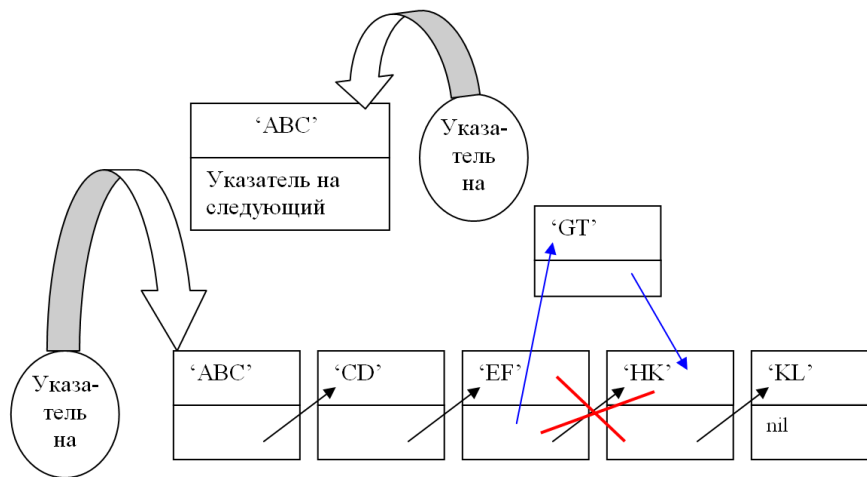 ‘ABC’
Указатель на
следующий
Указа-
тель
на
‘GT’
Указа-
тель
на
‘ABC’
‘CD’
‘EF’
‘HK’
‘KL’
nil